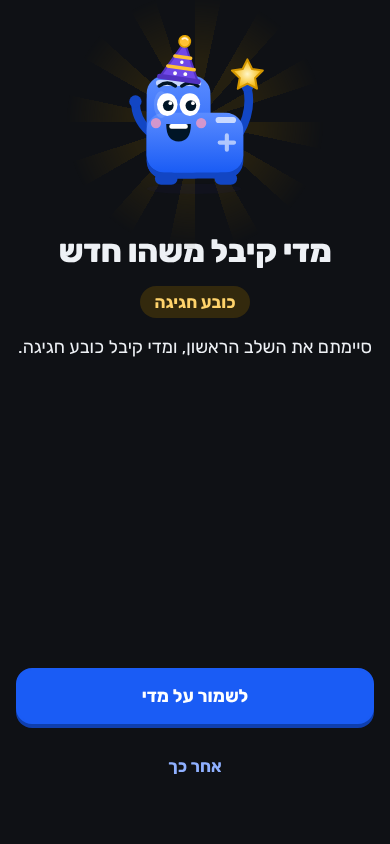 מדי קיבל משהו חדש
כובע חגיגה
סיימתם את השלב הראשון, ומדי קיבל כובע חגיגה.
לשמור על מדי
אחר כך